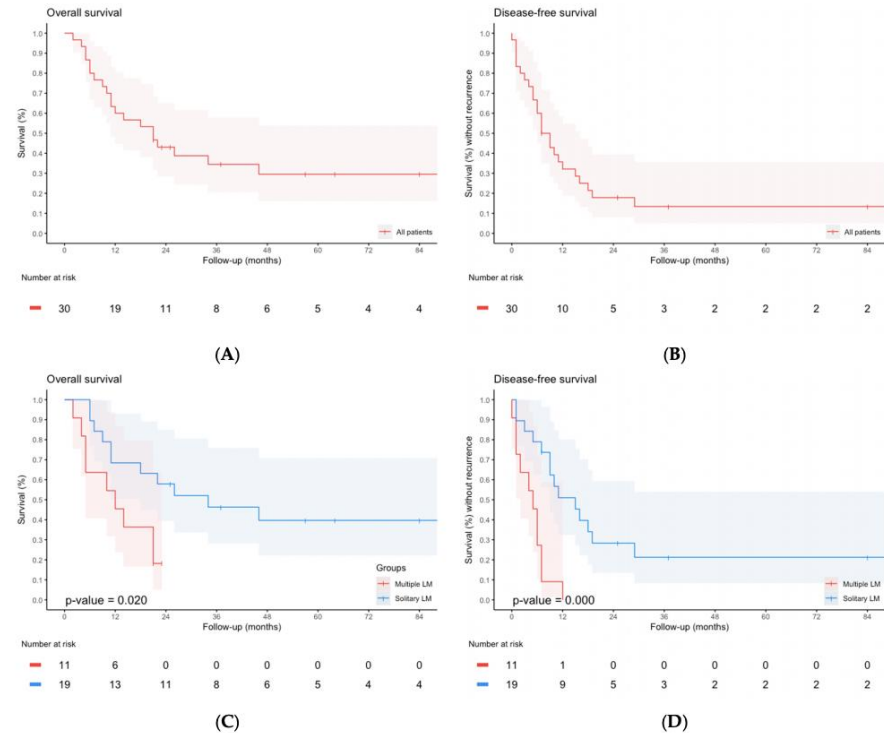 Overall survival
Survival (%)
1.0
0.9
0.8
0.7
0.6
0.5
0.4
0.3
0.2
0.1
0.0
All patients
0 12 24 36 48 60 72 84
Follow-up (months)
Number at risk
30 19 11 8 6 5 4 4
(A)
Disease-free survival
Survival (%) without recurrence
1.0
0.9
0.8
0.7
0.6
0.5
0.4
0.3
0.2
0.1
0.0
All patients
0 12 24 36 48 60 72 84
Follow-up (months)
Number at risk
30 10 5 3 2 2 2 2
(B)
Overall survival
Survival (%)
1.0
0.9
0.8
0.7
0.6
0.5
0.4
0.3
0.2
0.1
0.0
Groups
Multiple LM
Solitary LM
p-value = 0.020
0 12 24 36 48 60 72 84
Follow-up (months)
Number at risk
11 6 0 0 0 0 0 0
19 13 11 8 6 5 4 4
(C)
Disease-free survival
Survival (%) without recurrence
1.0
0.9
0.8
0.7
0.6
0.5
0.4
0.3
0.2
0.1
0.0
Multiple LM
Solitary LM
p-value = 0.000
0 12 24 36 48 60 72 84
Follow-up (months)
Number at risk
11 1 0 0 0 0 0 0
19 9 5 3 2 2 2 2
(D)